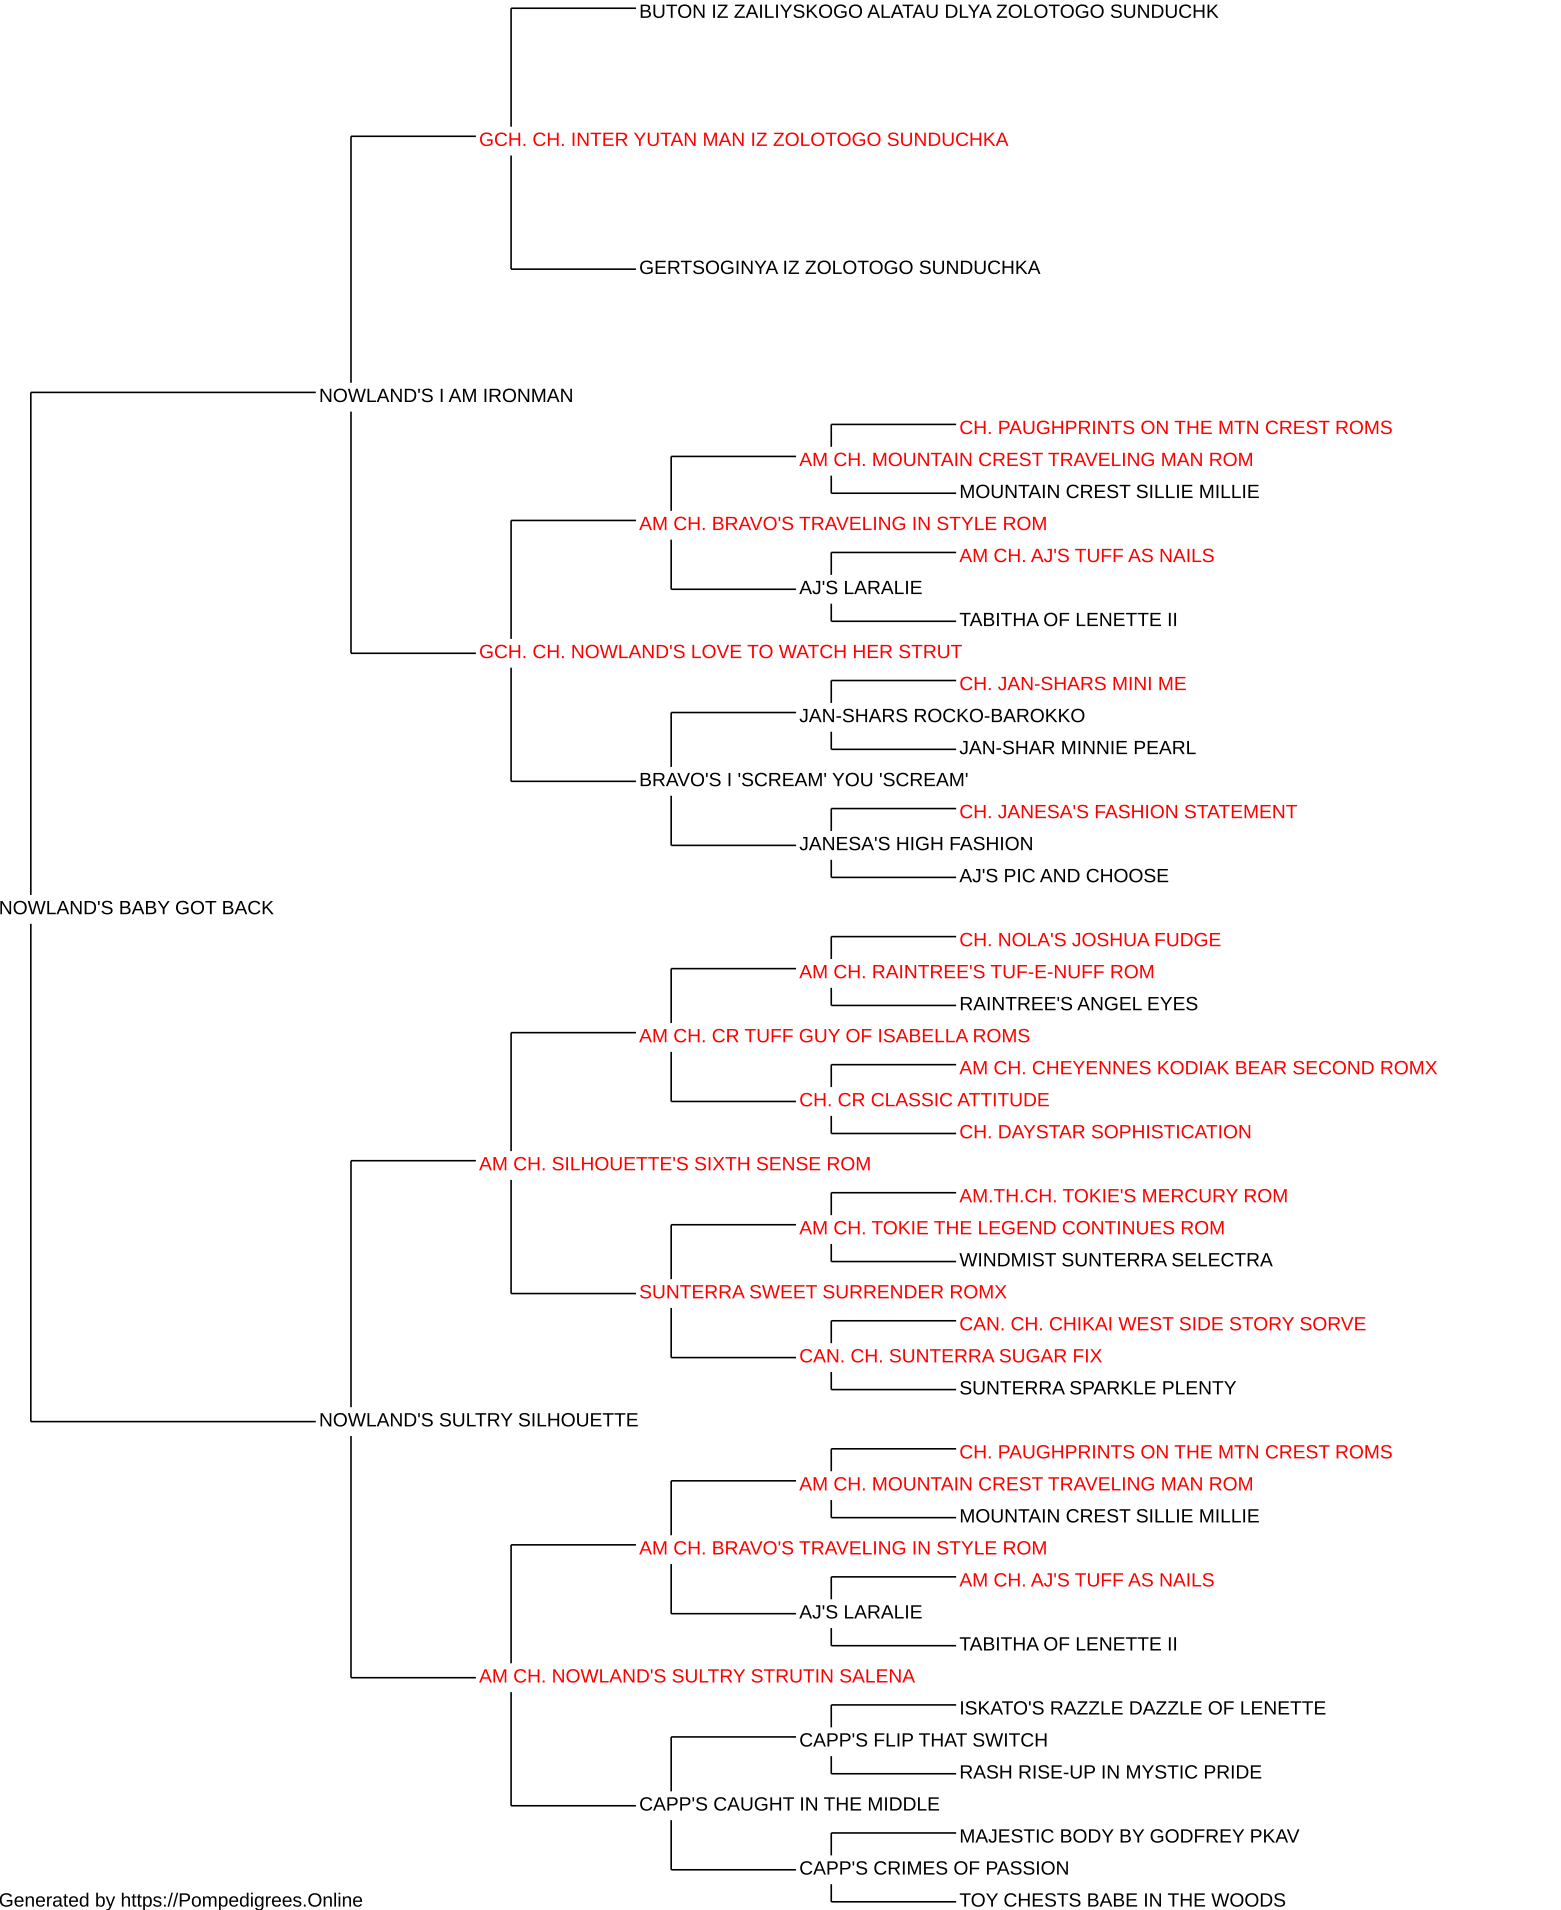 BUTON IZ ZAILIYSKOGO ALATAU DLYA ZOLOTOGO SUNDUCHK
GCH. CH. INTER YUTAN MAN IZ ZOLOTOGO SUNDUCHKA
GERTSOGINYA IZ ZOLOTOGO SUNDUCHKA
NOWLAND'S I AM IRONMAN
CH. PAUGHPRINTS ON THE MTN CREST ROMS
AM CH. MOUNTAIN CREST TRAVELING MAN ROM
MOUNTAIN CREST SILLIE MILLIE
AM CH. BRAVO'S TRAVELING IN STYLE ROM
AM CH. AJ'S TUFF AS NAILS
AJ'S LARALIE
TABITHA OF LENETTE II
GCH. CH. NOWLAND'S LOVE TO WATCH HER STRUT
CH. JAN-SHARS MINI ME
JAN-SHARS ROCKO-BAROKKO
JAN-SHAR MINNIE PEARL
BRAVO'S I 'SCREAM' YOU 'SCREAM'
CH. JANESA'S FASHION STATEMENT
JANESA'S HIGH FASHION
AJ'S PIC AND CHOOSE
NOWLAND'S BABY GOT BACK
CH. NOLA'S JOSHUA FUDGE
AM CH. RAINTREE'S TUF-E-NUFF ROM
RAINTREE'S ANGEL EYES
AM CH. CR TUFF GUY OF ISABELLA ROMS
AM CH. CHEYENNES KODIAK BEAR SECOND ROMX
CH. CR CLASSIC ATTITUDE
CH. DAYSTAR SOPHISTICATION
AM CH. SILHOUETTE'S SIXTH SENSE ROM
AM.TH.CH. TOKIE'S MERCURY ROM
AM CH. TOKIE THE LEGEND CONTINUES ROM
WINDMIST SUNTERRA SELECTRA
SUNTERRA SWEET SURRENDER ROMX
CAN. CH. CHIKAI WEST SIDE STORY SORVE
CAN. CH. SUNTERRA SUGAR FIX
SUNTERRA SPARKLE PLENTY
NOWLAND'S SULTRY SILHOUETTE
CH. PAUGHPRINTS ON THE MTN CREST ROMS
AM CH. MOUNTAIN CREST TRAVELING MAN ROM
MOUNTAIN CREST SILLIE MILLIE
AM CH. BRAVO'S TRAVELING IN STYLE ROM
AM CH. AJ'S TUFF AS NAILS
AJ'S LARALIE
TABITHA OF LENETTE II
AM CH. NOWLAND'S SULTRY STRUTIN SALENA
ISKATO'S RAZZLE DAZZLE OF LENETTE
CAPP'S FLIP THAT SWITCH
RASH RISE-UP IN MYSTIC PRIDE
CAPP'S CAUGHT IN THE MIDDLE
MAJESTIC BODY BY GODFREY PKAV
CAPP'S CRIMES OF PASSION
TOY CHESTS BABE IN THE WOODS
Generated by https://Pompedigrees.Online